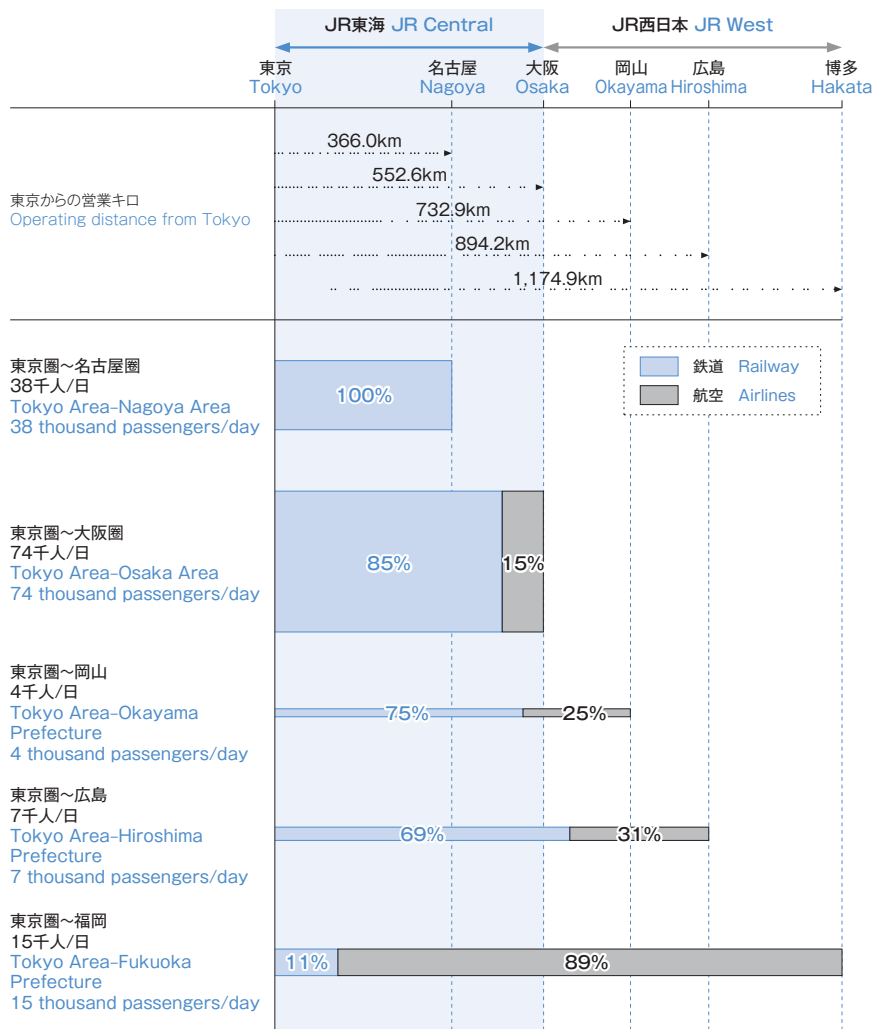 JR東海 JR Central
JR西日本 JR West
東京
Tokyo
名古屋
Nagoya
大阪
Osaka
岡山
Okayama
広島
Hiroshima
博多
Hakata
366.0km
552.6km
東京からの営業キロ
Operating distance from Tokyo
732.9km
894.2km
1,174.9km
東京圏〜名古屋圏
38千人/日
Tokyo Area–Nagoya Area
38 thousand passengers/day
100%
鉄道 Railway
航空 Airlines
東京圏〜大阪圏
74千人/日
Tokyo Area–Osaka Area
74 thousand passengers/day
85%
15%
東京圏〜岡山
4千人/日
Tokyo Area–Okayama
Prefecture
4 thousand passengers/day
75%
25%
東京圏〜広島
7千人/日
Tokyo Area–Hiroshima
Prefecture
7 thousand passengers/day
69%
31%
東京圏〜福岡
15千人/日
Tokyo Area–Fukuoka
Prefecture
15 thousand passengers/day
11%
89%